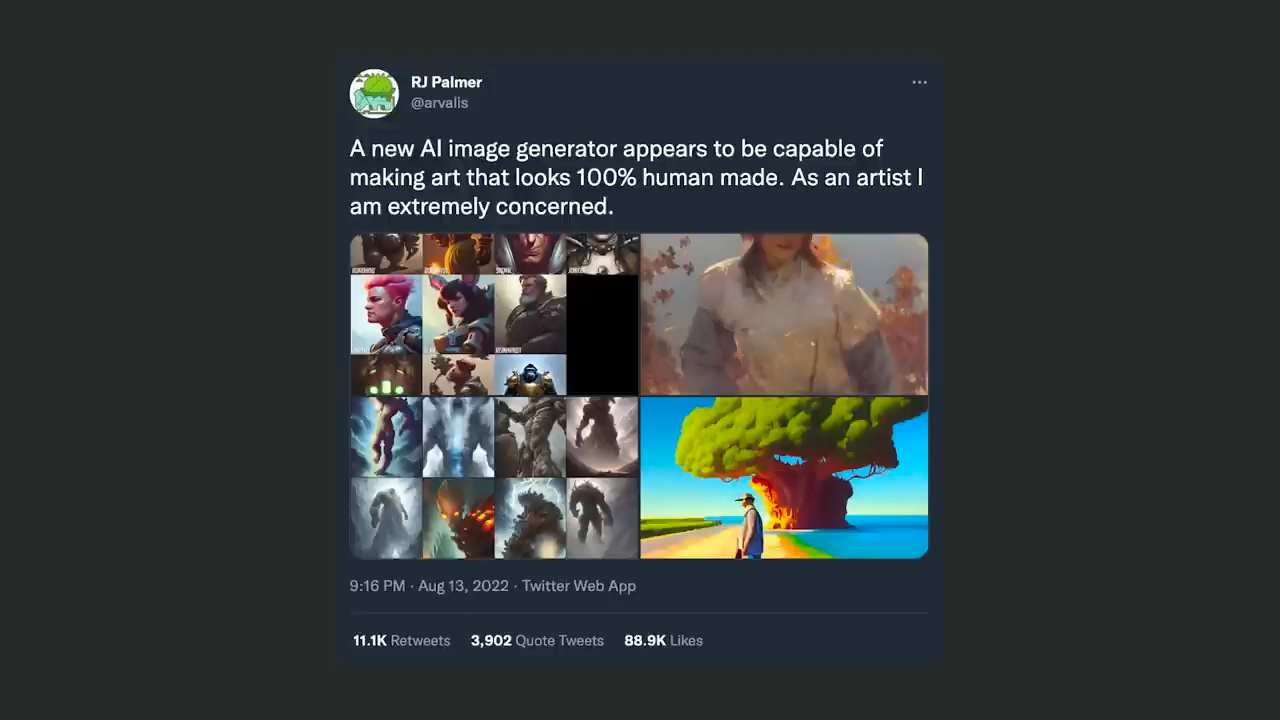 RJ Palmer
@arvalis
A new AI image generator appears to be capable of
making art that looks 100% human made. As an artist I
am extremely concerned.
9:16 PM · Aug 13, 2022 · Twitter Web App
11.1K Retweets 3,902 Quote Tweets 88.9K Likes